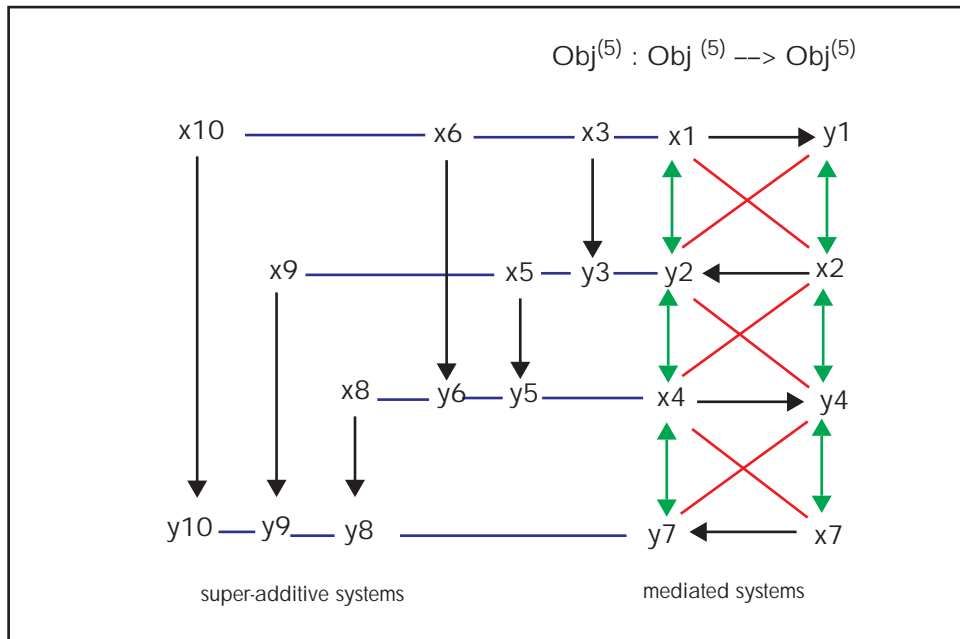 Obj(5) : Obj (5) ––> Obj(5)
x10 x6 x3 x1 y1
x9 x5 y3 y2 x2
x8 y6 y5 x4 y4
y10 y9 y8 y7 x7
super-additive systems mediated systems